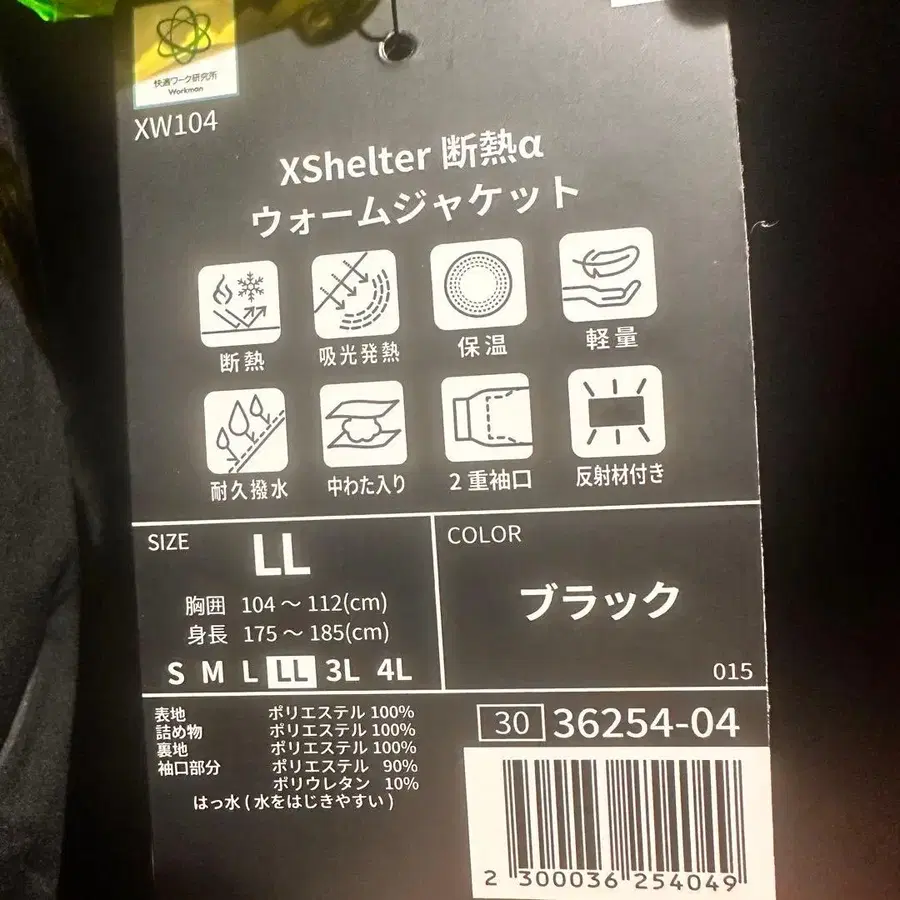 快適ワーク研究所
Workman
XW104
XShelter 断熱α
ウォームジャケット
断熱 吸光発熱 保温 軽量
耐久撥水 中わた入り 2重袖口 反射材付き
SIZE
LL
胸囲 104～112(cm)
身長 175～185(cm)
S M L LL 3L 4L
COLOR
ブラック
015
表地 ポリエステル 100%
詰め物 ポリエステル 100%
裏地 ポリエステル 100%
袖口部分 ポリエステル 90%
ポリウレタン 10%
はっ水 ( 水をはじきやすい )
30 36254-04
2 300036 254049